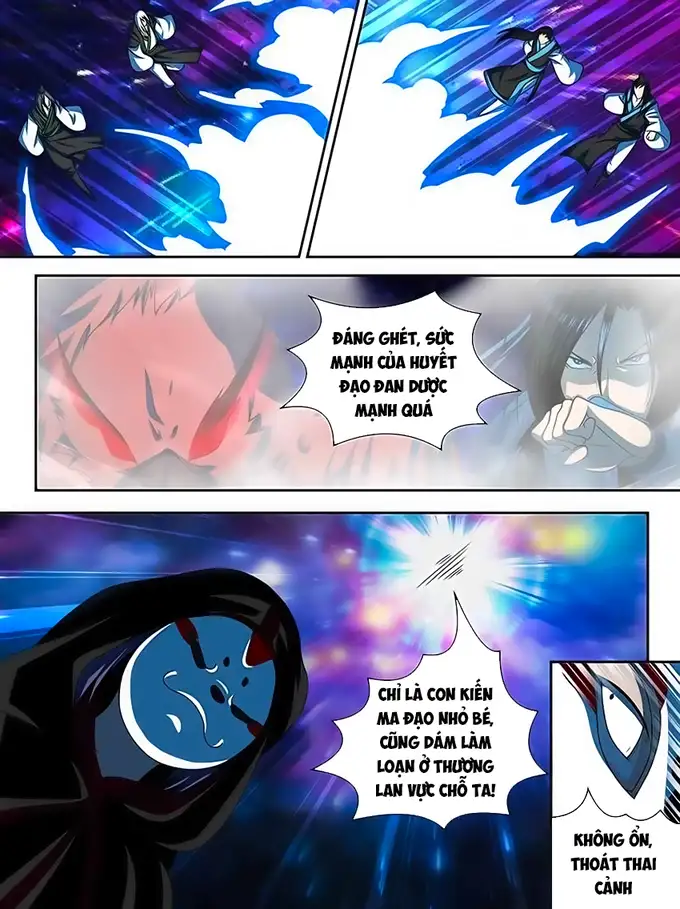 ĐÁNG GHÉT, SỨC
MẠNH CỦA HUYẾT
ĐẠO ĐAN DƯỢC
MẠNH QUÁ
CHỈ LÀ CON KIẾN
MA ĐẠO NHỎ BÉ,
CŨNG DÁM LÀM
LOẠN Ở THƯƠNG
LAN VỰC CHỖ TA!
KHÔNG ỔN,
THOÁT THAI
CẢNH